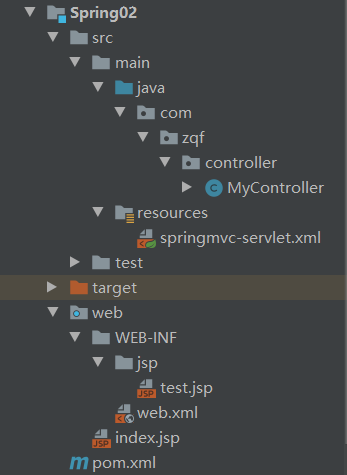 Spring02
src
main
java
com
zqf
controller
C MyController
resources
springmvc-servlet.xml
test
target
web
WEB-INF
jsp
JSP test.jsp
web.xml
JSP index.jsp
m pom.xml